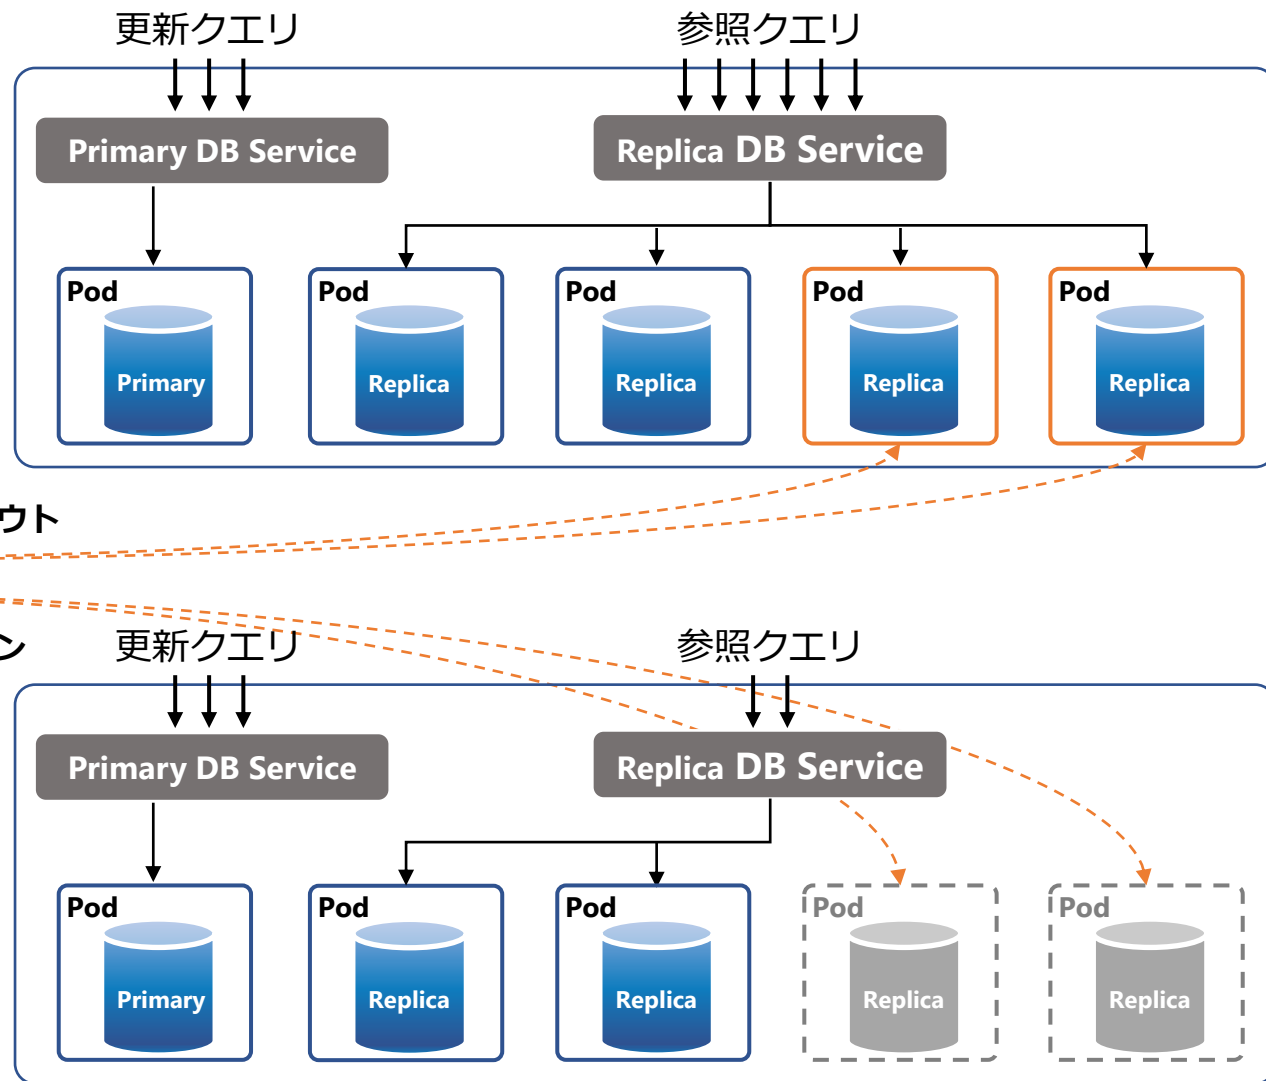 更新クエリ 参照クエリ
Primary DB Service Replica DB Service
Pod Pod Pod Pod Pod
Primary Replica Replica Replica Replica
ウト
ン 更新クエリ 参照クエリ
Primary DB Service Replica DB Service
Pod Pod Pod Pod Pod
Primary Replica Replica Replica Replica